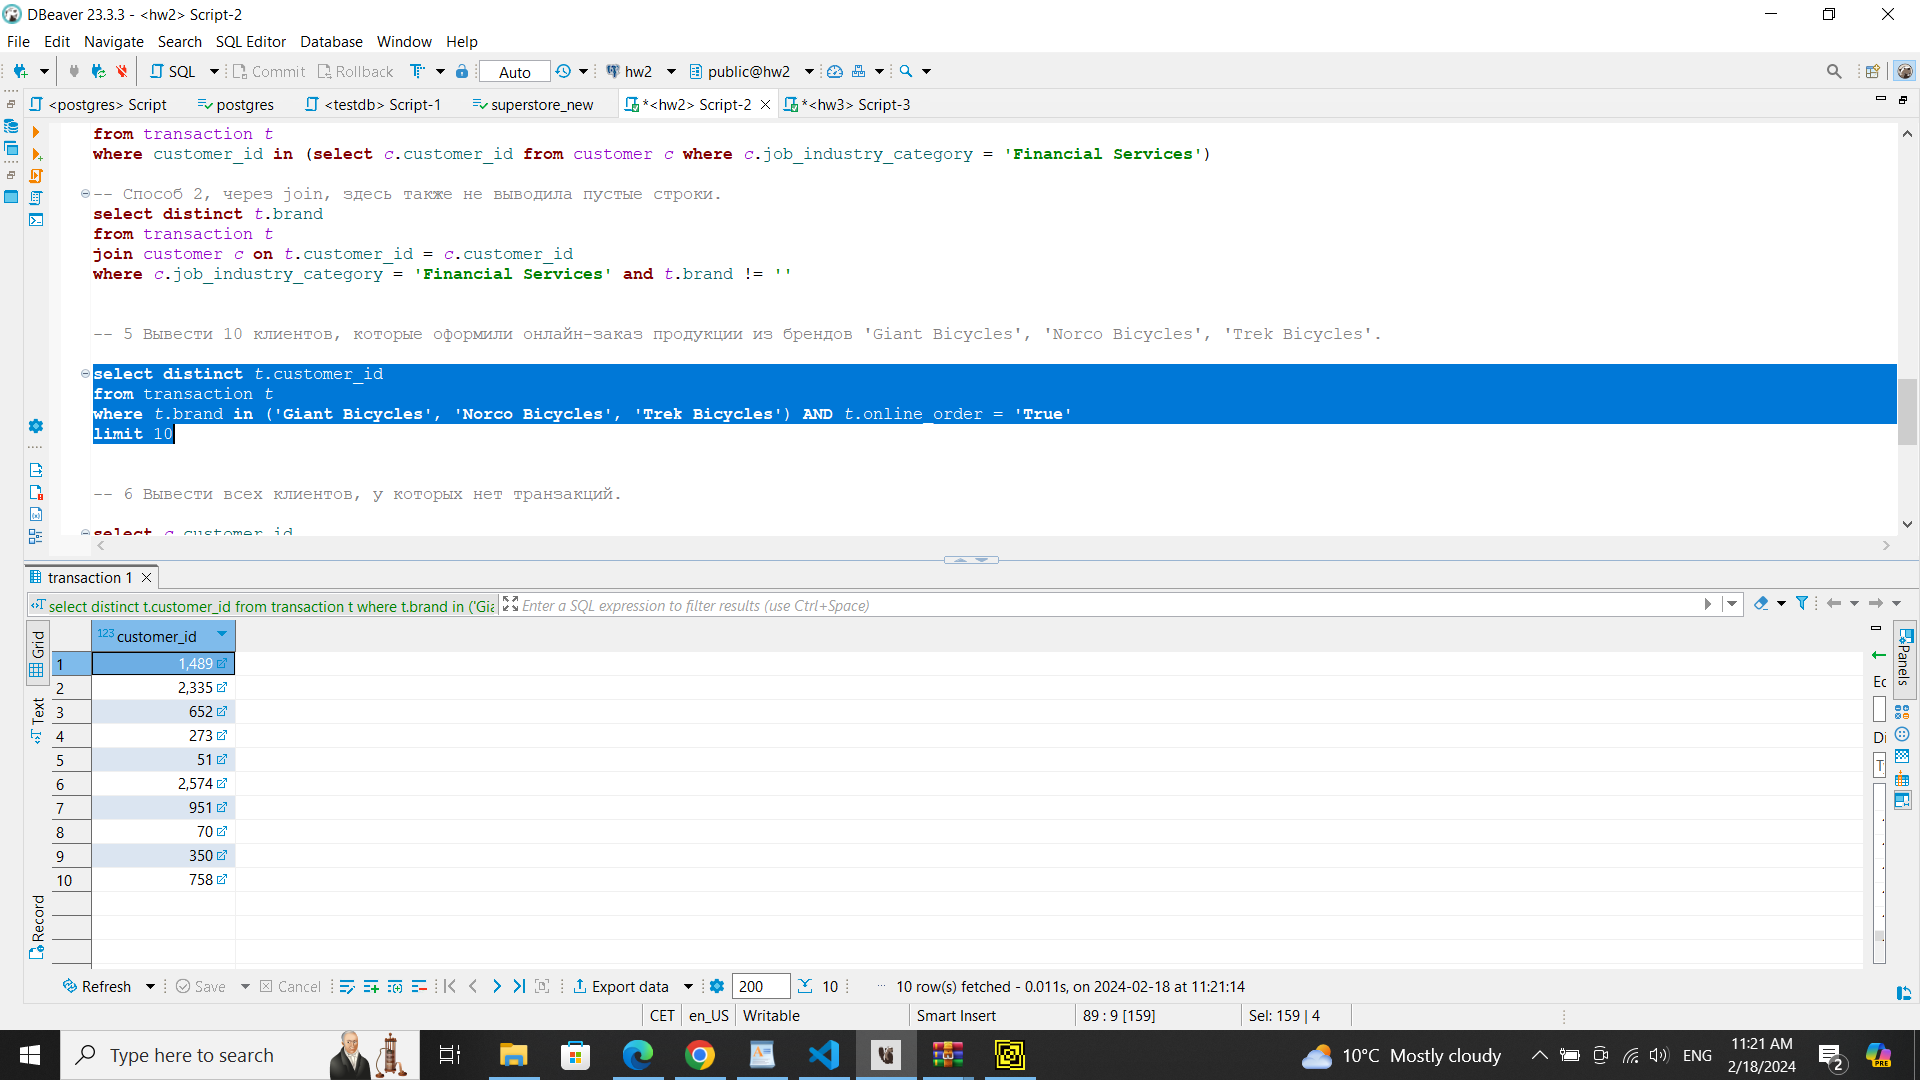 DBeaver 23.3.3 - <hw2> Script-2
File Edit Navigate Search SQL Editor Database Window Help
SQL Commit Rollback Auto hw2 public@hw2
<postgres> Script postgres <testdb> Script-1 superstore_new *<hw2> Script-2 *<hw3> Script-3
from transaction t
where customer_id in (select c.customer_id from customer c where c.job_industry_category = 'Financial Services')
-- Способ 2, через join, здесь также не выводила пустые строки.
select distinct t.brand
from transaction t
join customer c on t.customer_id = c.customer_id
where c.job_industry_category = 'Financial Services' and t.brand != ''
-- 5 Вывести 10 клиентов, которые оформили онлайн-заказ продукции из брендов 'Giant Bicycles', 'Norco Bicycles', 'Trek Bicycles'.
select distinct t.customer_id
from transaction t
where t.brand in ('Giant Bicycles', 'Norco Bicycles', 'Trek Bicycles') AND t.online_order = 'True'
limit 10
-- 6 Вывести всех клиентов, у которых нет транзакций.
select c.customer_id
transaction 1
select distinct t.customer_id from transaction t where t.brand in ('Gia
Enter a SQL expression to filter results (use Ctrl+Space)
Grid
Text
Record
Panels
123 customer_id
1 1,489
2 2,335
3 652
4 273
5 51
6 2,574
7 951
8 70
9 350
10 758
Refresh Save Cancel Export data 200 10 10 row(s) fetched - 0.011s, on 2024-02-18 at 11:21:14
CET en_US Writable Smart Insert 89 : 9 [159] Sel: 159 | 4
Type here to search
10°C Mostly cloudy
ENG
11:21 AM
2/18/2024
2
PRE